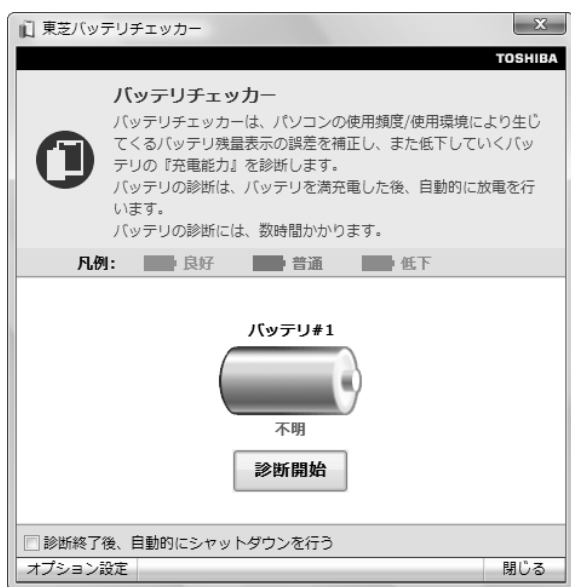 東芝バッテリチェッカー
TOSHIBA
バッテリチェッカー
バッテリチェッカーは、パソコンの使用頻度/使用環境により生じ
てくるバッテリ残量表示の誤差を補正し、また低下していくバッ
テリの『充電能力』を診断します。
バッテリの診断は、バッテリを満充電した後、自動的に放電を行
います。
バッテリの診断には、数時間かかります。
凡例: 良好 普通 低下
バッテリ#1
不明
診断開始
診断終了後、自動的にシャットダウンを行う
オプション設定 閉じる